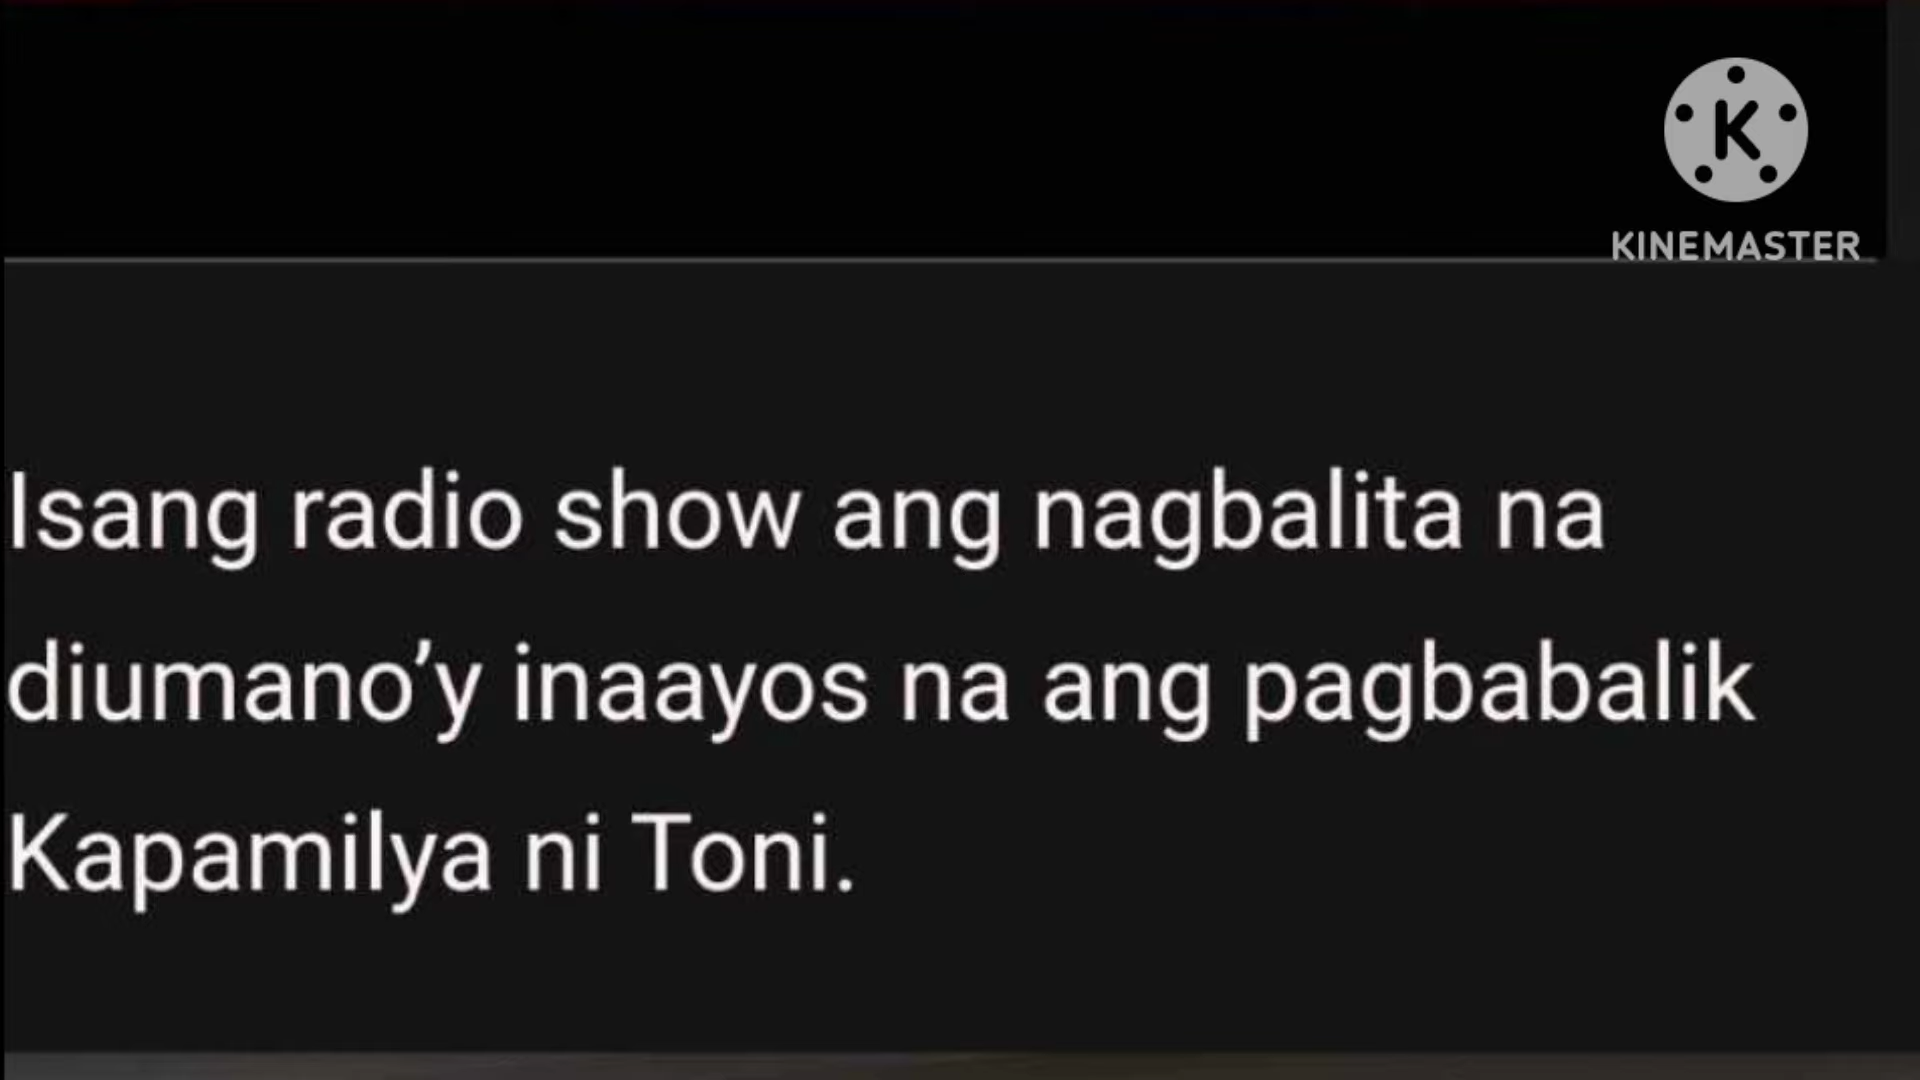 K
KINEMASTER
Isang radio show ang nagbalita na
diumano’y inaayos na ang pagbabalik
Kapamilya ni Toni.